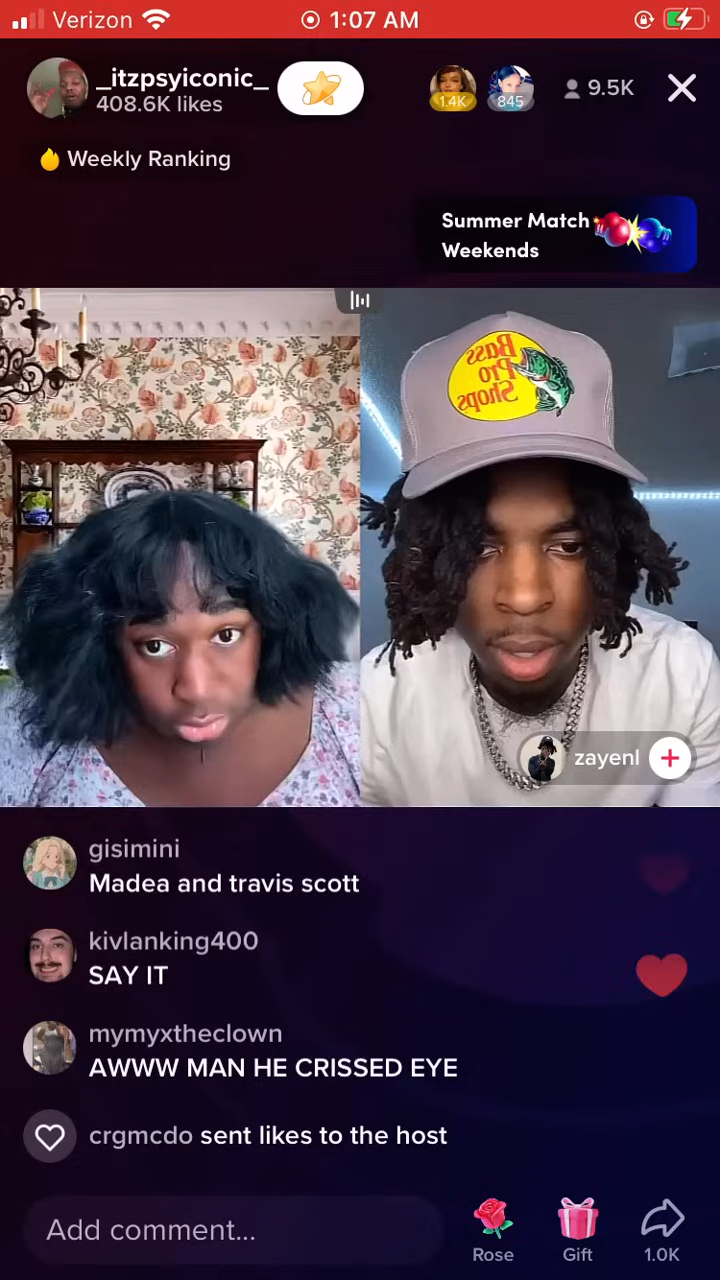 Verizon
1:07 AM
_itzpsyiconic_
408.6K likes
1.4K
845
9.5K
Weekly Ranking
Summer Match
Weekends
Bass
Pro
Shops
zayenl
gisimini
Madea and travis scott
kivlanking400
SAY IT
mymyxtheclown
AWWW MAN HE CRISSED EYE
crgmcdo sent likes to the host
Add comment...
Rose
Gift
1.0K